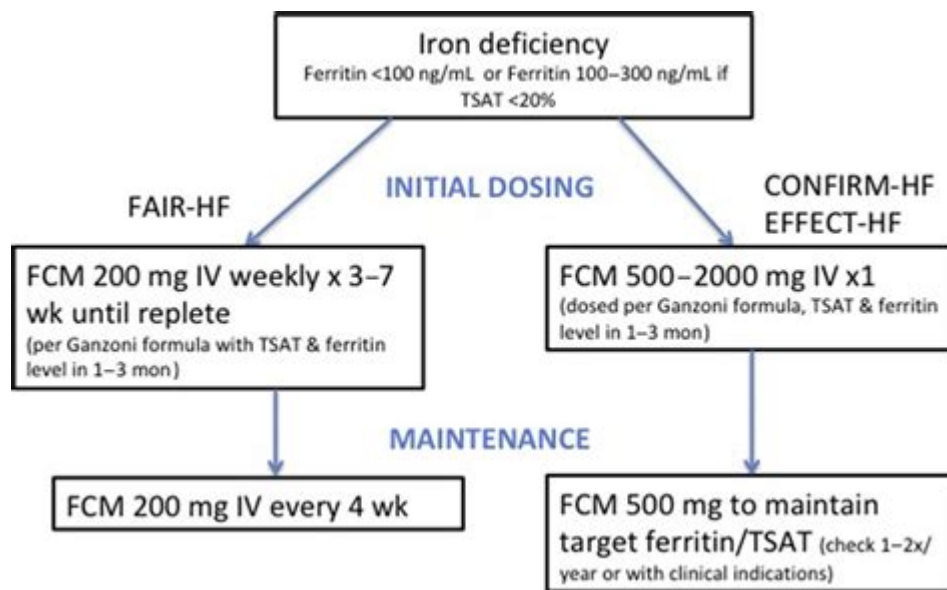 Iron deficiency
Ferritin <100 ng/mL or Ferritin 100–300 ng/mL if
TSAT <20%
INITIAL DOSING
FAIR-HF
CONFIRM-HF
EFFECT-HF
FCM 200 mg IV weekly x 3–7
wk until replete
(per Ganzoni formula with TSAT & ferritin
level in 1–3 mon)
FCM 500–2000 mg IV x1
(dosed per Ganzoni formula, TSAT & ferritin
level in 1–3 mon)
MAINTENANCE
FCM 200 mg IV every 4 wk
FCM 500 mg to maintain
target ferritin/TSAT (check 1–2x/
year or with clinical indications)